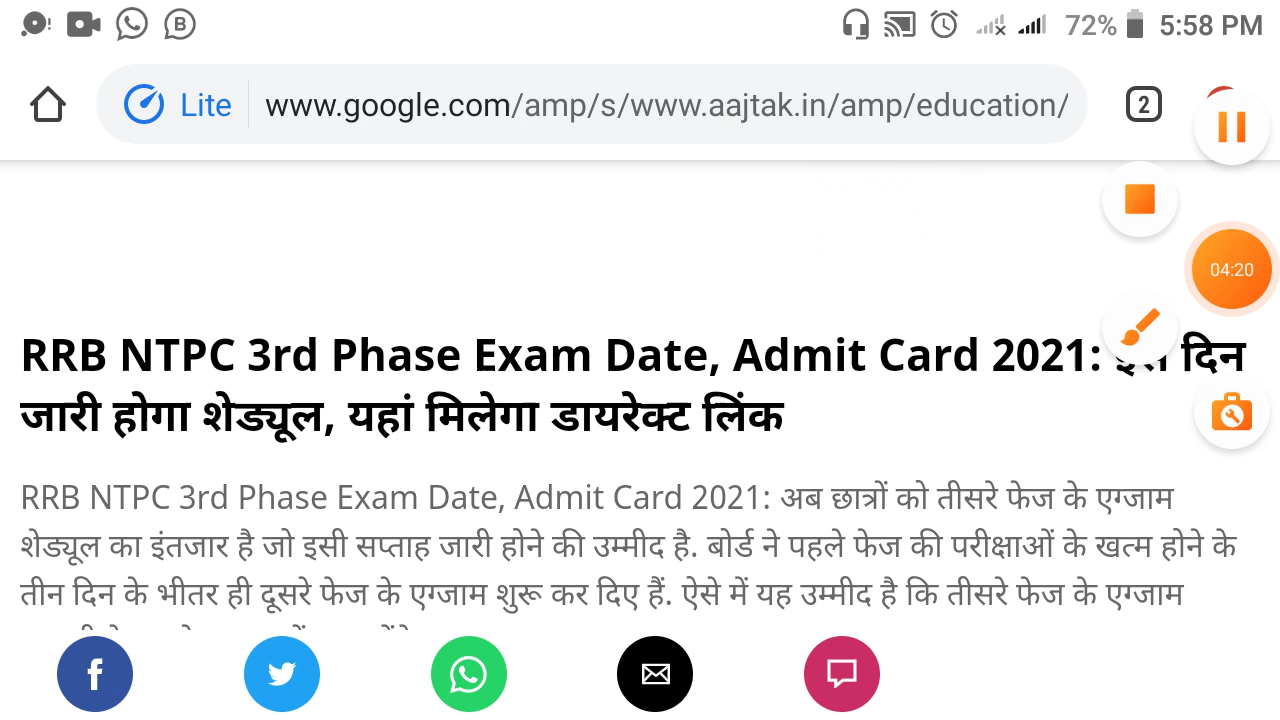 72% 5:58 PM
Lite www.google.com/amp/s/www.aajtak.in/amp/education/ 2
04:20
RRB NTPC 3rd Phase Exam Date, Admit Card 2021: दिन
जारी होगा शेड्यूल, यहां मिलेगा डायरेक्ट लिंक
RRB NTPC 3rd Phase Exam Date, Admit Card 2021: अब छात्रों को तीसरे फेज के एग्जाम
शेड्यूल का इंतजार है जो इसी सप्ताह जारी होने की उम्मीद है. बोर्ड ने पहले फेज की परीक्षाओं के खत्म होने के
तीन दिन के भीतर ही दूसरे फेज के एग्जाम शुरू कर दिए हैं. ऐसे में यह उम्मीद है कि तीसरे फेज के एग्जाम